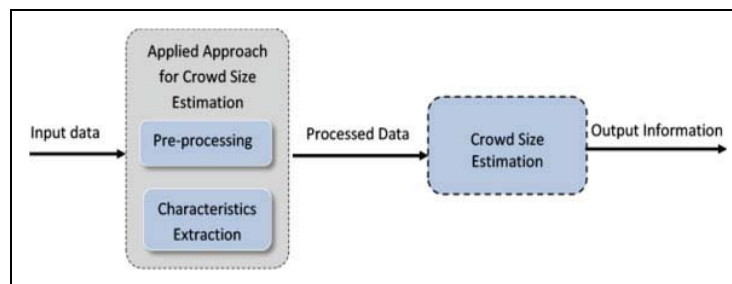 Input data
Applied Approach
for Crowd Size
Estimation
Pre-processing
Characteristics
Extraction
Processed Data
Crowd Size
Estimation
Output Information